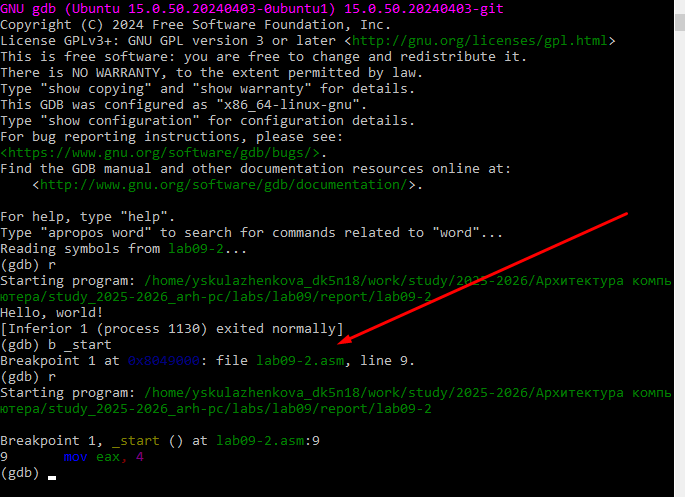 GNU gdb (Ubuntu 15.0.50.20240403-0ubuntu1) 15.0.50.20240403-git
Copyright (C) 2024 Free Software Foundation, Inc.
License GPLv3+: GNU GPL version 3 or later <http://gnu.org/licenses/gpl.html>
This is free software: you are free to change and redistribute it.
There is NO WARRANTY, to the extent permitted by law.
Type "show copying" and "show warranty" for details.
This GDB was configured as "x86_64-linux-gnu".
Type "show configuration" for configuration details.
For bug reporting instructions, please see:
<https://www.gnu.org/software/gdb/bugs/>.
Find the GDB manual and other documentation resources online at:
    <http://www.gnu.org/software/gdb/documentation/>.

For help, type "help".
Type "apropos word" to search for commands related to "word"...
Reading symbols from lab09-2...
(gdb) r
Starting program: /home/yskulazhenkova_dk5n18/work/study/2025-2026/Архитектура компь
ютера/study_2025-2026_arh-pc/labs/lab09/report/lab09-2
Hello, world!
[Inferior 1 (process 1130) exited normally]
(gdb) b _start
Breakpoint 1 at 0x8049000: file lab09-2.asm, line 9.
(gdb) r
Starting program: /home/yskulazhenkova_dk5n18/work/study/2025-2026/Архитектура компь
ютера/study_2025-2026_arh-pc/labs/lab09/report/lab09-2

Breakpoint 1, _start () at lab09-2.asm:9
9       mov eax, 4
(gdb)